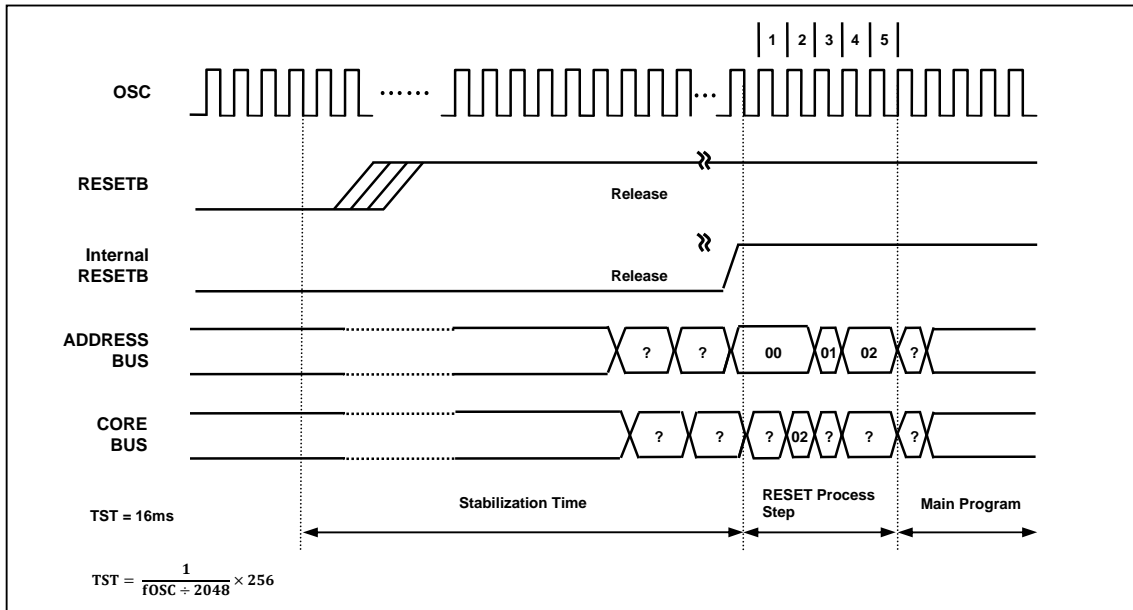 1 2 3 4 5
OSC
...... ...
RESETB
Release
Internal
RESETB
Release
ADDRESS
BUS
? ? 00 01 02 ?
CORE
BUS
? ? ? 02 ? ? ?
Stabilization Time
RESET Process
Step
Main Program
TST = 16ms
TST = 1 / fOSC ÷ 2048 × 256